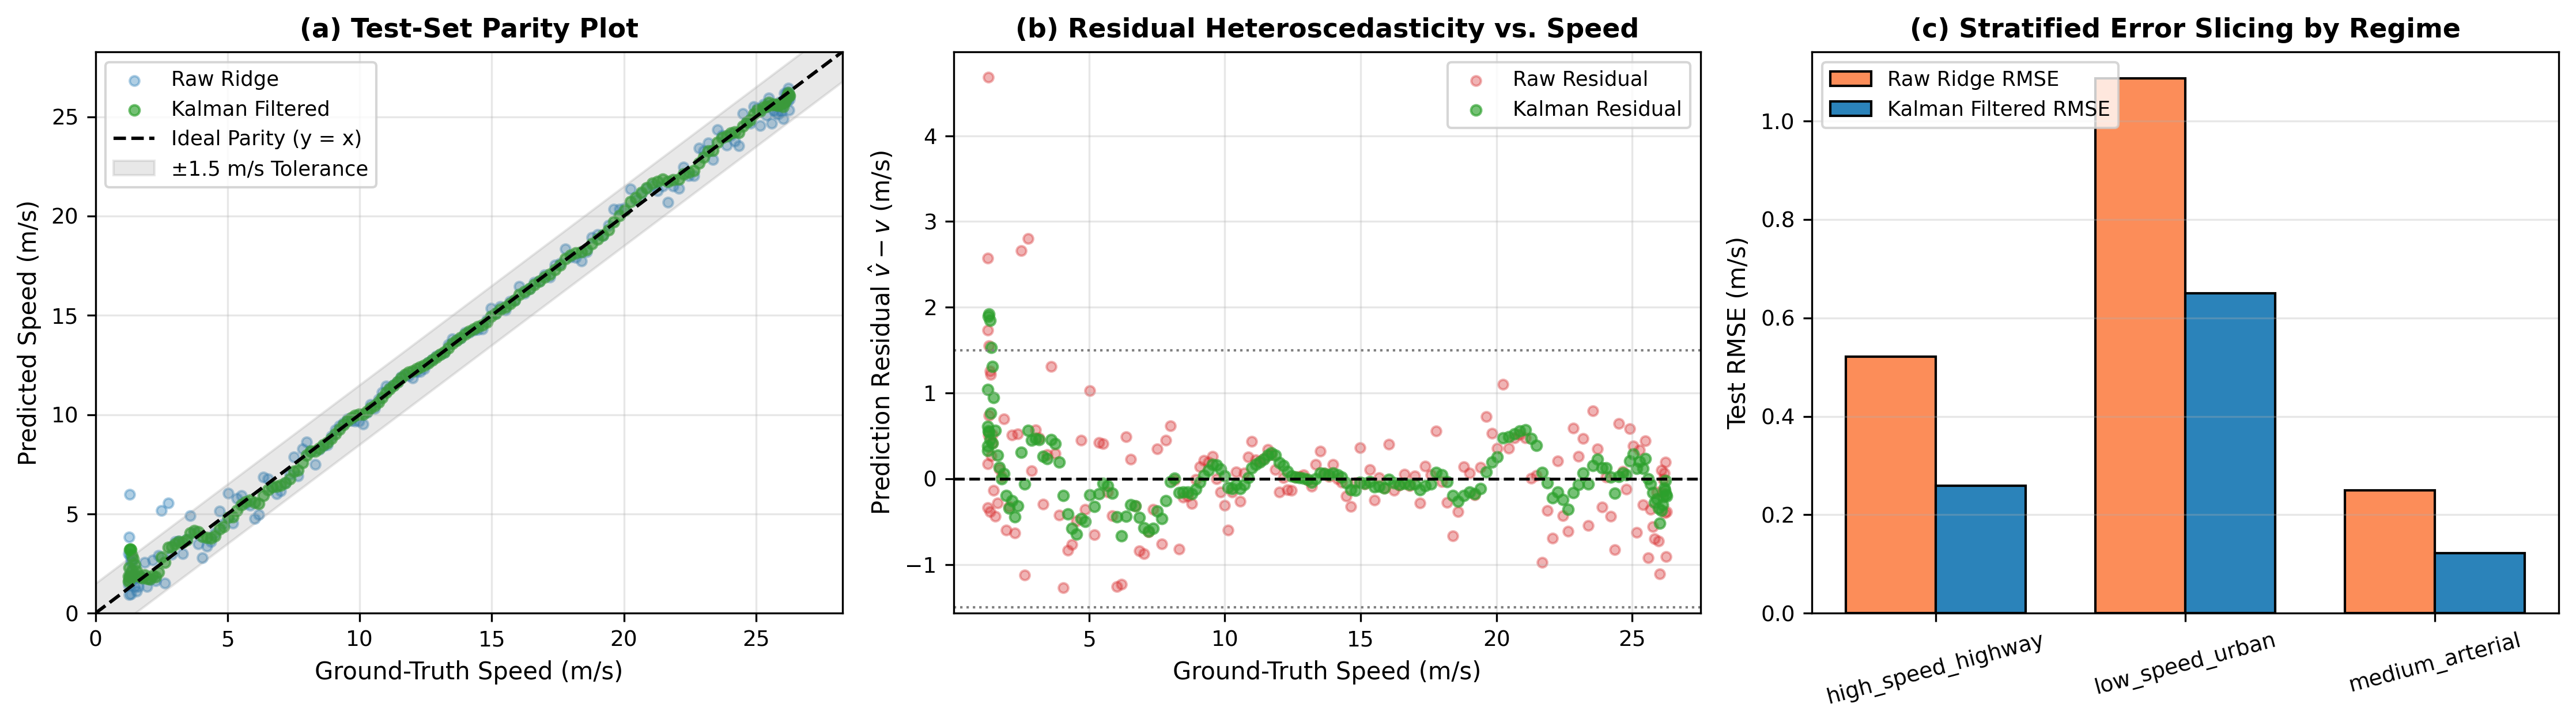 (a) Test-Set Parity Plot
Raw Ridge
Kalman Filtered
Ideal Parity (y = x)
±1.5 m/s Tolerance
Predicted Speed (m/s)
25
20
15
10
5
0
0 5 10 15 20 25
Ground-Truth Speed (m/s)
(b) Residual Heteroscedasticity vs. Speed
Raw Residual
Kalman Residual
Prediction Residual v̂ − v (m/s)
4
3
2
1
0
−1
5 10 15 20 25
Ground-Truth Speed (m/s)
(c) Stratified Error Slicing by Regime
Raw Ridge RMSE
Kalman Filtered RMSE
Test RMSE (m/s)
1.0
0.8
0.6
0.4
0.2
0.0
high_speed_highway
low_speed_urban
medium_arterial